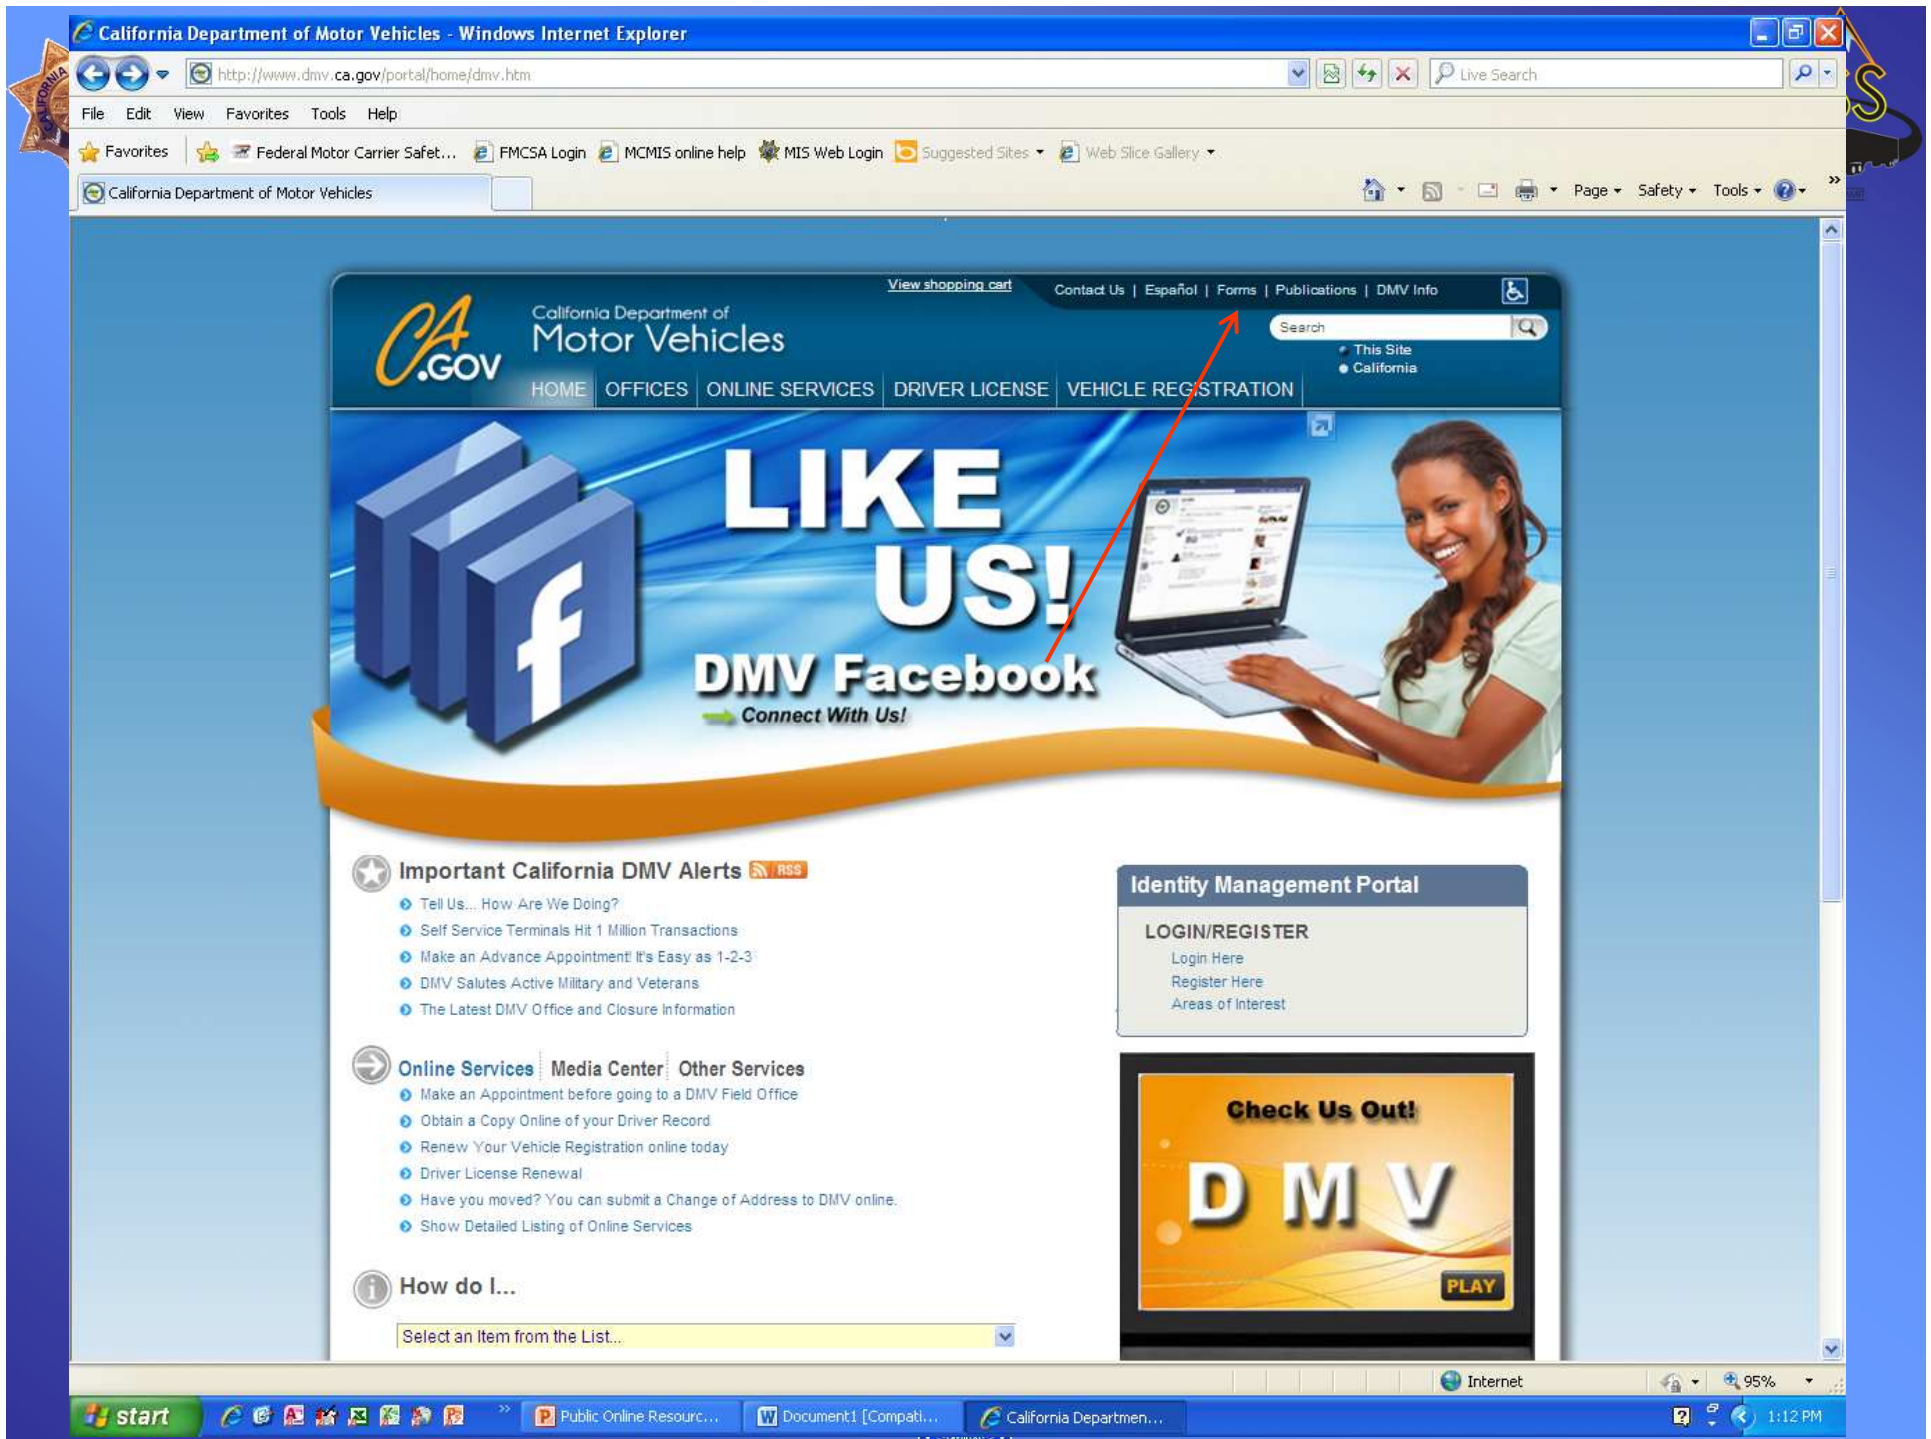 California Department of Motor Vehicles - Windows Internet Explorer
http://www.dmv.ca.gov/portal/home/dmv.htm
Live Search
File Edit View Favorites Tools Help
Favorites Federal Motor Carrier Safet... FMCSA Login MCMIS online help MIS Web Login Suggested Sites Web Slice Gallery
California Department of Motor Vehicles
Page Safety Tools
CALIFORNIA
View shopping cart
Contact Us | Español | Forms | Publications | DMV Info
CA.GOV
California Department of
Motor Vehicles
Search
This Site
California
HOME OFFICES ONLINE SERVICES DRIVER LICENSE VEHICLE REGISTRATION
LIKE
US!
f
DMV Facebook
Connect With Us!
Important California DMV Alerts RSS
Tell Us... How Are We Doing?
Self Service Terminals Hit 1 Million Transactions
Make an Advance Appointment! It's Easy as 1-2-3
DMV Salutes Active Military and Veterans
The Latest DMV Office and Closure Information
Identity Management Portal
LOGIN/REGISTER
Login Here
Register Here
Areas of Interest
Online Services Media Center Other Services
Make an Appointment before going to a DMV Field Office
Obtain a Copy Online of your Driver Record
Renew Your Vehicle Registration online today
Driver License Renewal
Have you moved? You can submit a Change of Address to DMV online.
Show Detailed Listing of Online Services
Check Us Out!
DMV
PLAY
How do I...
Select an Item from the List...
Internet
95%
start
Public Online Resourc...
Document1 [Compati...
California Departmen...
1:12 PM